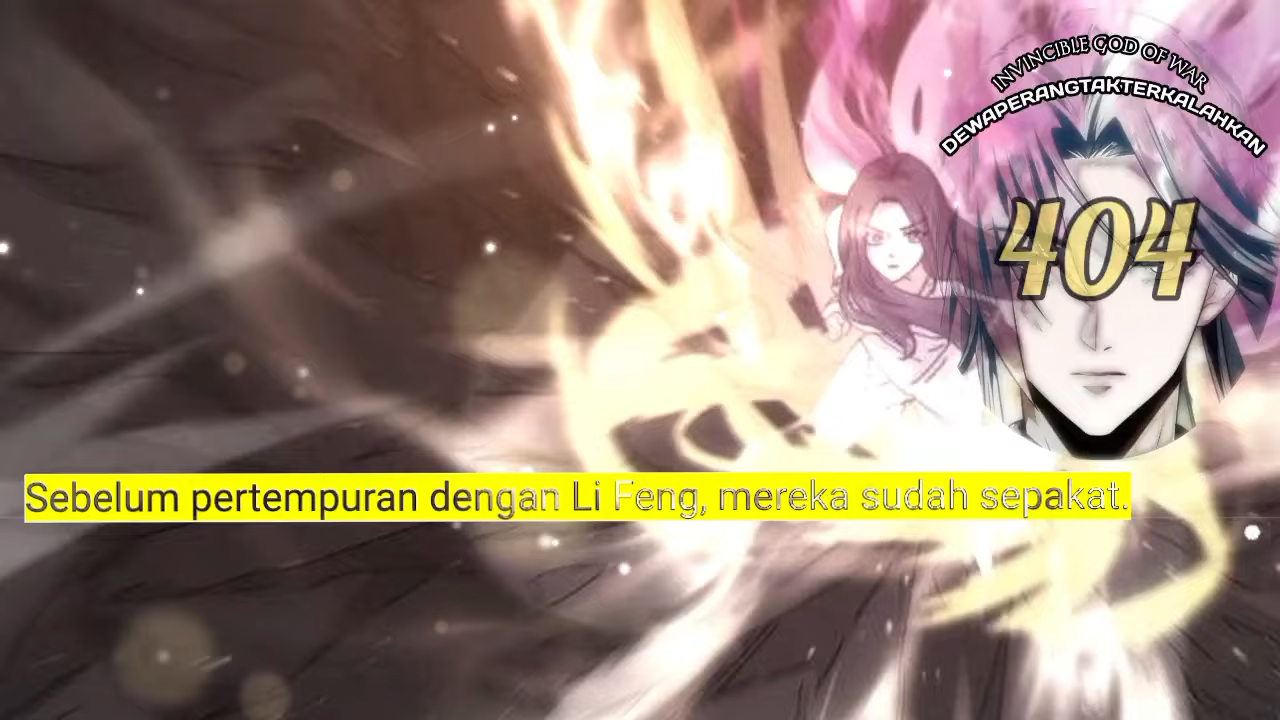 INVINCIBLE GOD OF WAR
DEWAPERANGTAKTERKALAHKAN
404
Sebelum pertempuran dengan Li Feng, mereka sudah sepakat.